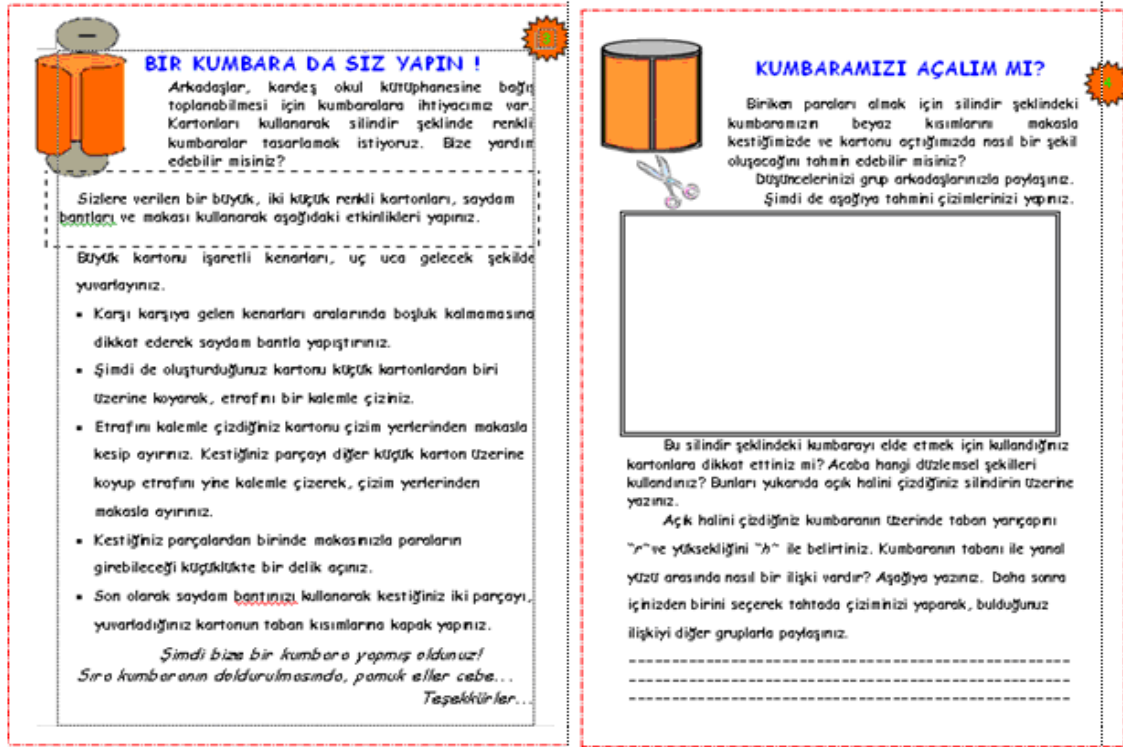 BİR KUMBARA DA SİZ YAPIN !
Arkadaşlar, kardeş okul kütüphanesine bağış
toplanabilmesi için kumbaralara ihtiyacımız var.
Kartonları kullanarak silindir şeklinde renkli
kumbaralar tasarlamak istiyoruz. Bize yardım
edebilir misiniz?
Sizlere verilen bir büyük, iki küçük renkli kartonları, saydam
bantları ve makası kullanarak aşağıdaki etkinlikleri yapınız.
Büyük kartonu işaretli kenarları, uç uca gelecek şekilde
yuvarlayınız.
• Karşı karşıya gelen kenarları aralarında boşluk kalmamasına
dikkat ederek saydam bantla yapıştırınız.
• Şimdi de oluşturduğunuz kartonu küçük kartonlardan biri
üzerine koyarak, etrafını bir kalemle çiziniz.
• Etrafını kalemle çizdiğiniz kartonu çizim yerlerinden makasla
kesip ayırınız. Kestiğiniz parçayı diğer küçük karton üzerine
koyup etrafını yine kalemle çizerek, çizim yerlerinden
makasla ayırınız.
• Kestiğiniz parçalardan birinde makasınızla paraların
girebileceği küçüklükte bir delik açınız.
• Son olarak saydam bantınızı kullanarak kestiğiniz iki parçayı,
yuvarladığınız kartonun taban kısımlarına kapak yapınız.
Şimdi bize bir kumbara yapmış oldunuz!
Sıra kumbaranın doldurulmasında, pamuk eller cebe...
Teşekkürler...
KUMBARAMIZI AÇALIM MI?
Biriken paraları almak için silindir şeklindeki
kumbaramızın beyaz kısımlarını makasla
kestiğimizde ve kartonu açtığımızda nasıl bir şekil
oluşacağını tahmin edebilir misiniz?
Düşüncelerinizi grup arkadaşlarınızla paylaşınız.
Şimdi de aşağıya tahmini çizimlerinizi yapınız.
Bu silindir şeklindeki kumbarayı elde etmek için kullandığınız
kartonlara dikkat ettiniz mi? Acaba hangi düzlemsel şekilleri
kullandınız? Bunları yukarıda açık halini çizdiğiniz silindirin üzerine
yazınız.
Açık halini çizdiğiniz kumbaranın üzerinde taban yarıçapını
"r" ve yüksekliğini "h" ile belirtiniz. Kumbaranın tabanı ile yanal
yüzü arasında nasıl bir ilişki vardır? Aşağıya yazınız. Daha sonra
içinizden birini seçerek tahtada çiziminizi yaparak, bulduğunuz
ilişkiyi diğer gruplarla paylaşınız.